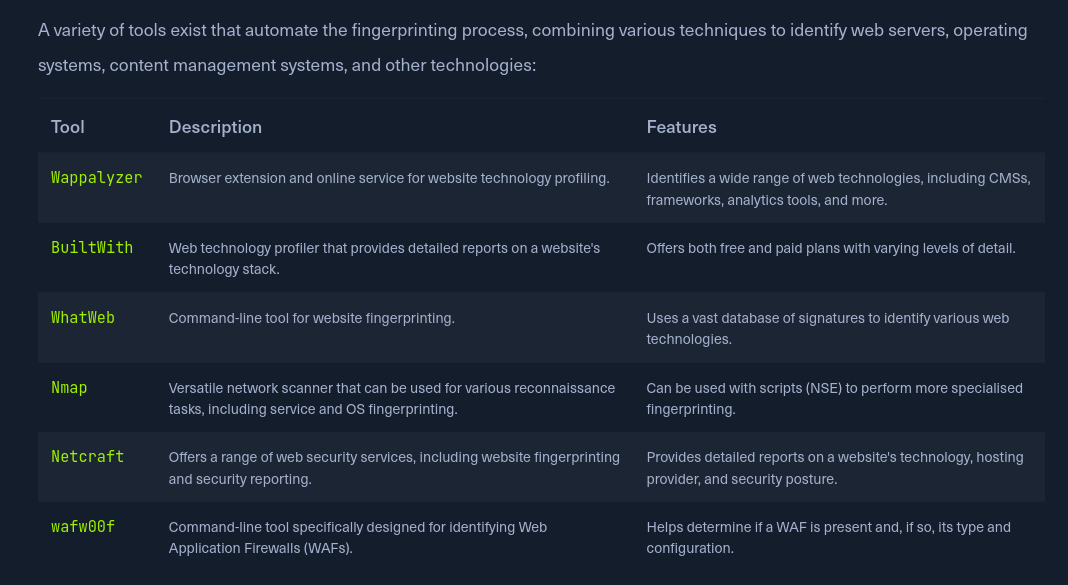 A variety of tools exist that automate the fingerprinting process, combining various techniques to identify web servers, operating
systems, content management systems, and other technologies:
Tool Description Features
Wappalyzer Browser extension and online service for website technology profiling. Identifies a wide range of web technologies, including CMSs,
frameworks, analytics tools, and more.
BuiltWith Web technology profiler that provides detailed reports on a website's Offers both free and paid plans with varying levels of detail.
technology stack.
WhatWeb Command-line tool for website fingerprinting. Uses a vast database of signatures to identify various web
technologies.
Nmap Versatile network scanner that can be used for various reconnaissance Can be used with scripts (NSE) to perform more specialised
tasks, including service and OS fingerprinting. fingerprinting.
Netcraft Offers a range of web security services, including website fingerprinting Provides detailed reports on a website's technology, hosting
and security reporting. provider, and security posture.
wafw00f Command-line tool specifically designed for identifying Web Helps determine if a WAF is present and, if so, its type and
Application Firewalls (WAFs). configuration.